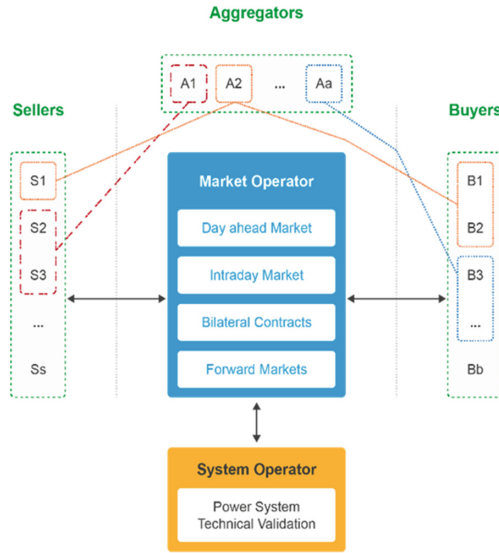 Aggregators
A1 A2 ... Aa
Sellers
Buyers
S1
S2
S3
...
Ss
Market Operator
Day ahead Market
Intraday Market
Bilateral Contracts
Forward Markets
B1
B2
B3
...
Bb
System Operator
Power System
Technical Validation